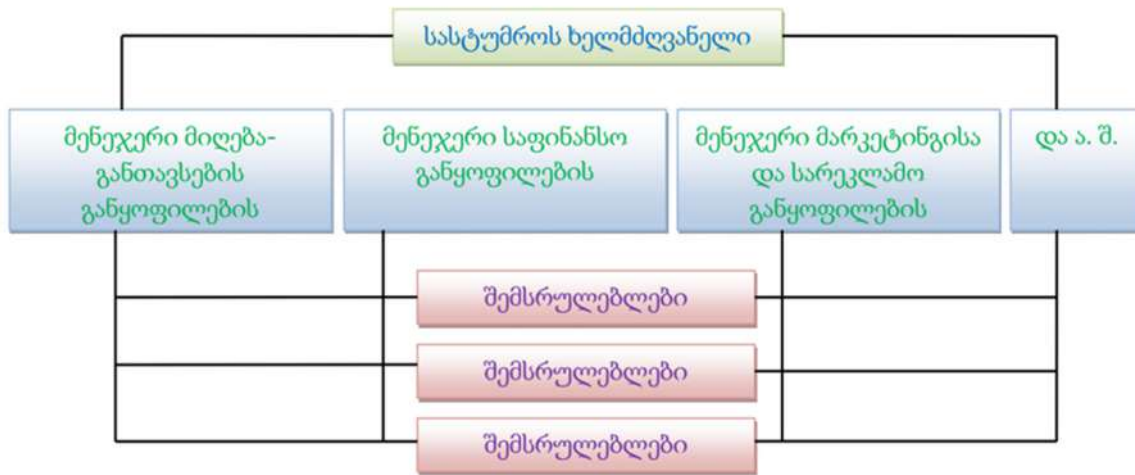 სასტუმროს ხელმძღვანელი
მენეჯერი მიღება-
განთავსების
განყოფილების
მენეჯერი საფინანსო
განყოფილების
მენეჯერი მარკეტინგისა
და სარეკლამო
განყოფილების
და ა. შ.
შემსრულებლები
შემსრულებლები
შემსრულებლები